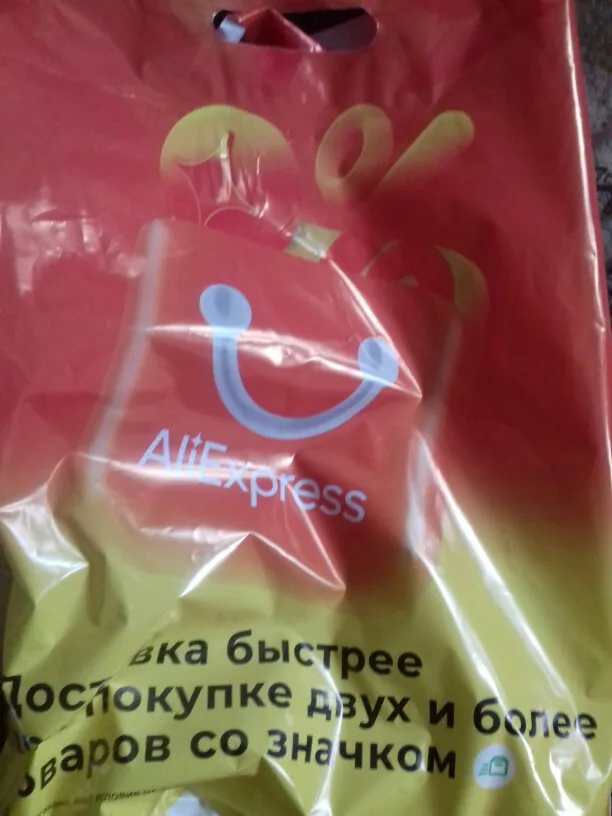 %
AliExpress
вка быстрее
Доспокупке двух и более
варов со значком